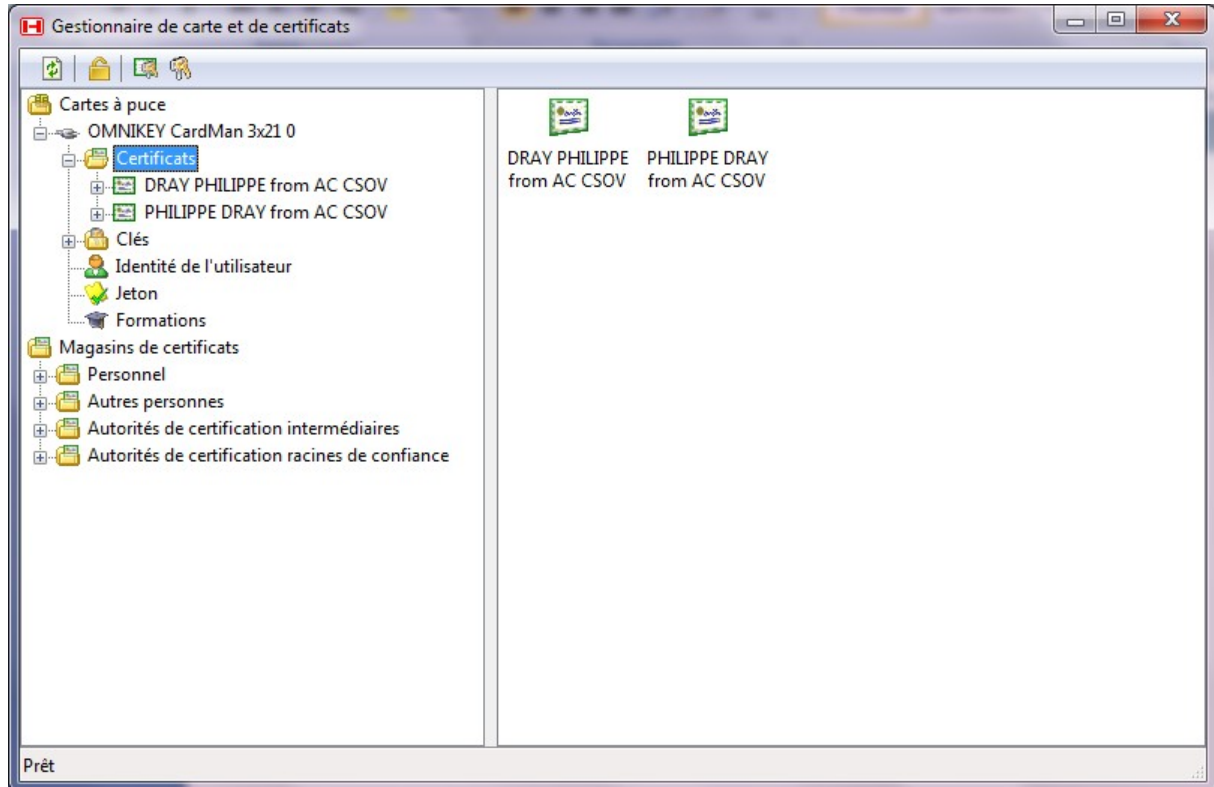 Gestionnaire de carte et de certificats
Cartes à puce
OMNIKEY CardMan 3x21 0
Certificats
DRAY PHILIPPE from AC CSOV
PHILIPPE DRAY from AC CSOV
Clés
Identité de l'utilisateur
Jeton
Formations
Magasins de certificats
Personnel
Autres personnes
Autorités de certification intermédiaires
Autorités de certification racines de confiance
DRAY PHILIPPE
from AC CSOV
PHILIPPE DRAY
from AC CSOV
Prêt